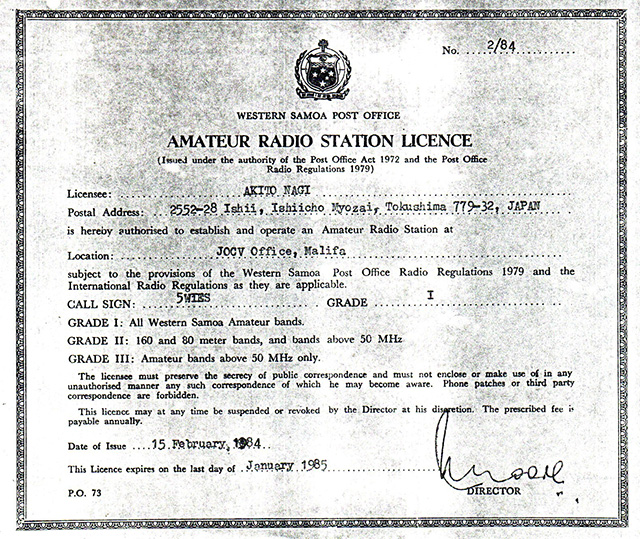 No. 2/84
WESTERN SAMOA POST OFFICE
AMATEUR RADIO STATION LICENCE
(Issued under the authority of the Post Office Act 1972 and the Post Office
Radio Regulations 1979)
Licensee: AKITO NAGI
Postal Address: 2552-28 Ishii, Ishiicho Myozai, Tokushima 779-32, JAPAN
is hereby authorised to establish and operate an Amateur Radio Station at
Location: JOCV Office, Malifa
subject to the provisions of the Western Samoa Post Office Radio Regulations 1979 and the
International Radio Regulations as they are applicable.
CALL SIGN: 5W1ES GRADE I
GRADE I: All Western Samoa Amateur bands.
GRADE II: 160 and 80 meter bands, and bands above 50 MHz
GRADE III: Amateur bands above 50 MHz only.
The licensee must preserve the secrecy of public correspondence and must not enclose or make use of in any
unauthorised manner any such correspondence of which he may become aware. Phone patches or third party
correspondence are forbidden.
This licence may at any time be suspended or revoked by the Director at his discretion. The prescribed fee is
payable annually.
Date of Issue 15 February, 1984
This Licence expires on the last day of January 1985
DIRECTOR
P.O. 73